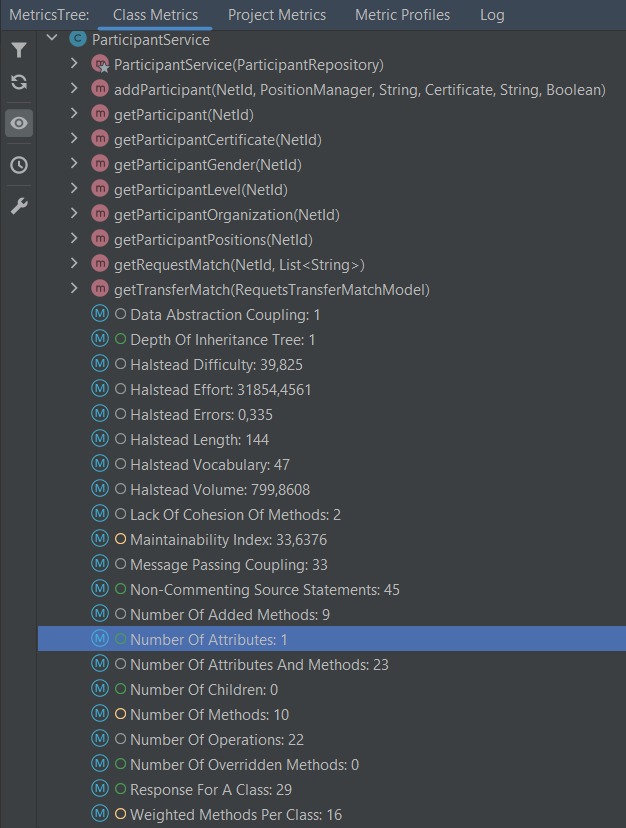 MetricsTree: Class Metrics Project Metrics Metric Profiles Log
C ParticipantService
m ParticipantService(ParticipantRepository)
m addParticipant(NetId, PositionManager, String, Certificate, String, Boolean)
m getParticipant(NetId)
m getParticipantCertificate(NetId)
m getParticipantGender(NetId)
m getParticipantLevel(NetId)
m getParticipantOrganization(NetId)
m getParticipantPositions(NetId)
m getRequestMatch(NetId, List<String>)
m getTransferMatch(RequetsTransferMatchModel)
M Data Abstraction Coupling: 1
M Depth Of Inheritance Tree: 1
M Halstead Difficulty: 39,825
M Halstead Effort: 31854,4561
M Halstead Errors: 0,335
M Halstead Length: 144
M Halstead Vocabulary: 47
M Halstead Volume: 799,8608
M Lack Of Cohesion Of Methods: 2
M Maintainability Index: 33,6376
M Message Passing Coupling: 33
M Non-Commenting Source Statements: 45
M Number Of Added Methods: 9
M Number Of Attributes: 1
M Number Of Attributes And Methods: 23
M Number Of Children: 0
M Number Of Methods: 10
M Number Of Operations: 22
M Number Of Overridden Methods: 0
M Response For A Class: 29
M Weighted Methods Per Class: 16